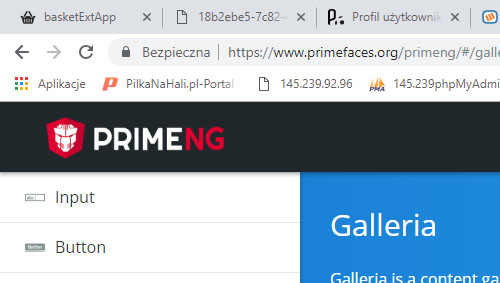 basketExtApp
18b2ebe5-7c82-
Profil użytkownik
Bezpieczna
https://www.primefaces.org/primeng/#/galle
Aplikacje
PilkaNaHali.pl-Portal
145.239.92.96
145.239phpMyAdmi
PRIMENG
Input
Button
Galleria
Galleria is a content ga